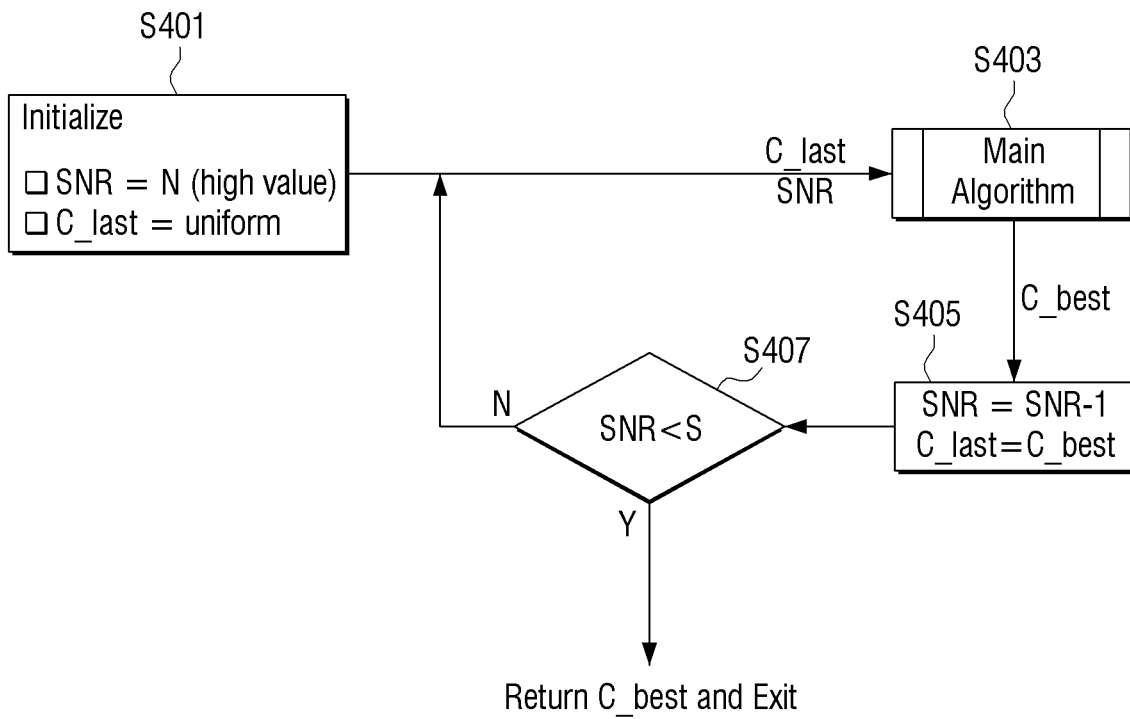 S401
Initialize
☐ SNR = N (high value)
☐ C_last = uniform
C_last
SNR
S403
Main
Algorithm
C_best
S405
SNR = SNR-1
C_last=C_best
S407
SNR<S
N
Y
Return C_best and Exit